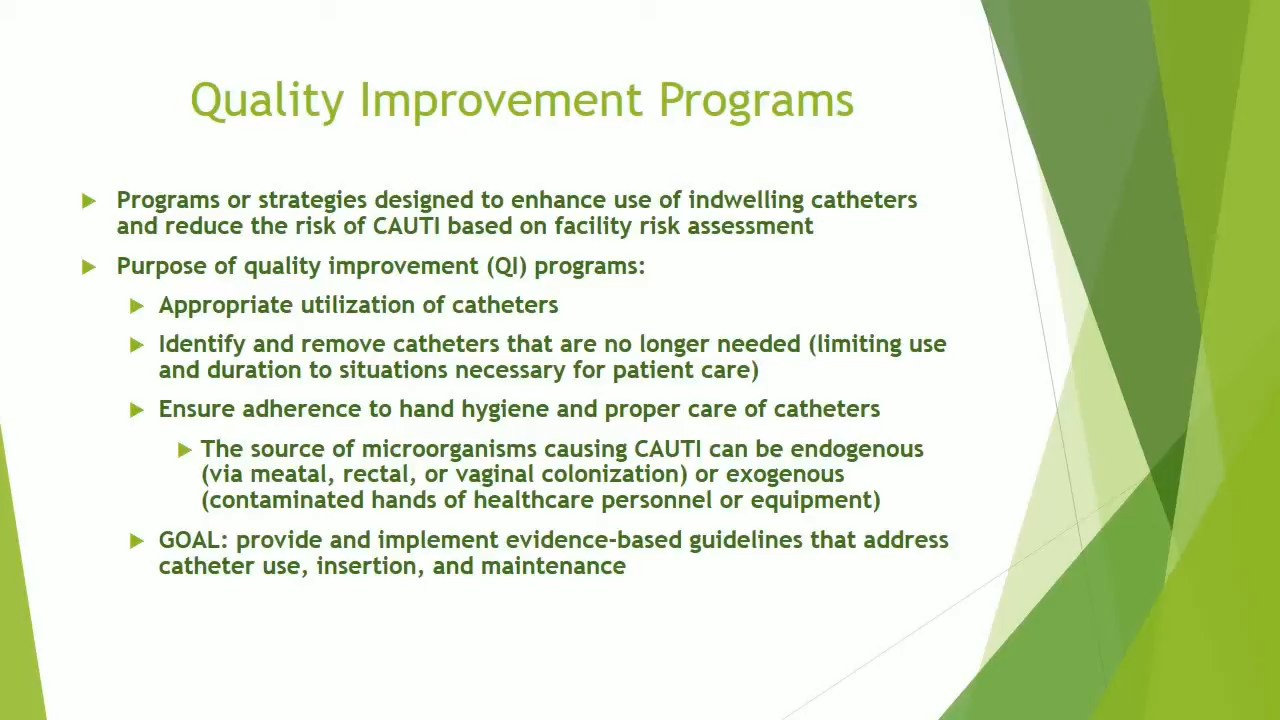 Quality Improvement Programs
Programs or strategies designed to enhance use of indwelling catheters
and reduce the risk of CAUTI based on facility risk assessment
Purpose of quality improvement (QI) programs:
Appropriate utilization of catheters
Identify and remove catheters that are no longer needed (limiting use
and duration to situations necessary for patient care)
Ensure adherence to hand hygiene and proper care of catheters
The source of microorganisms causing CAUTI can be endogenous
(via meatal, rectal, or vaginal colonization) or exogenous
(contaminated hands of healthcare personnel or equipment)
GOAL: provide and implement evidence-based guidelines that address
catheter use, insertion, and maintenance